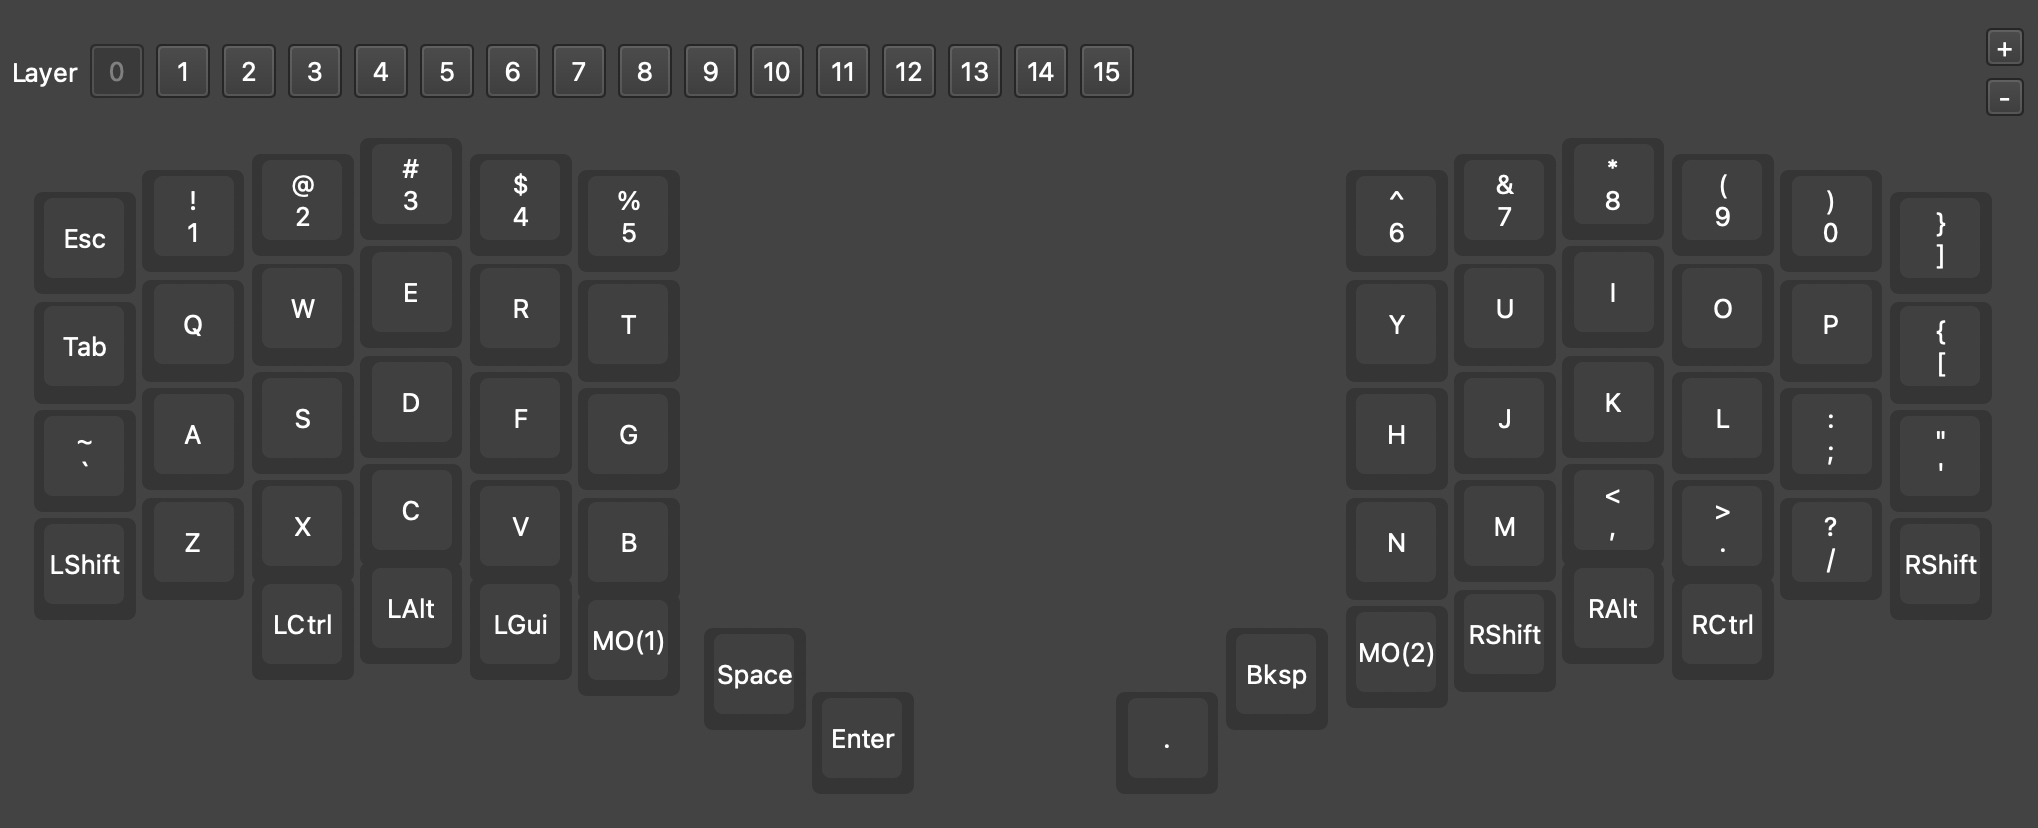 Layer 0 1 2 3 4 5 6 7 8 9 10 11 12 13 14 15 +
-
Esc ! @ # $ % ^ & * ( ) }
1 2 3 4 5 6 7 8 9 0 ]
Tab Q W E R T Y U I O P {
[
~ A S D F G H J K L : "
` ; '
LShift Z X C V B N M < > ? RShift
, . /
LCtrl LAlt LGui MO(1) Space Enter . Bksp MO(2) RShift RAlt RCtrl